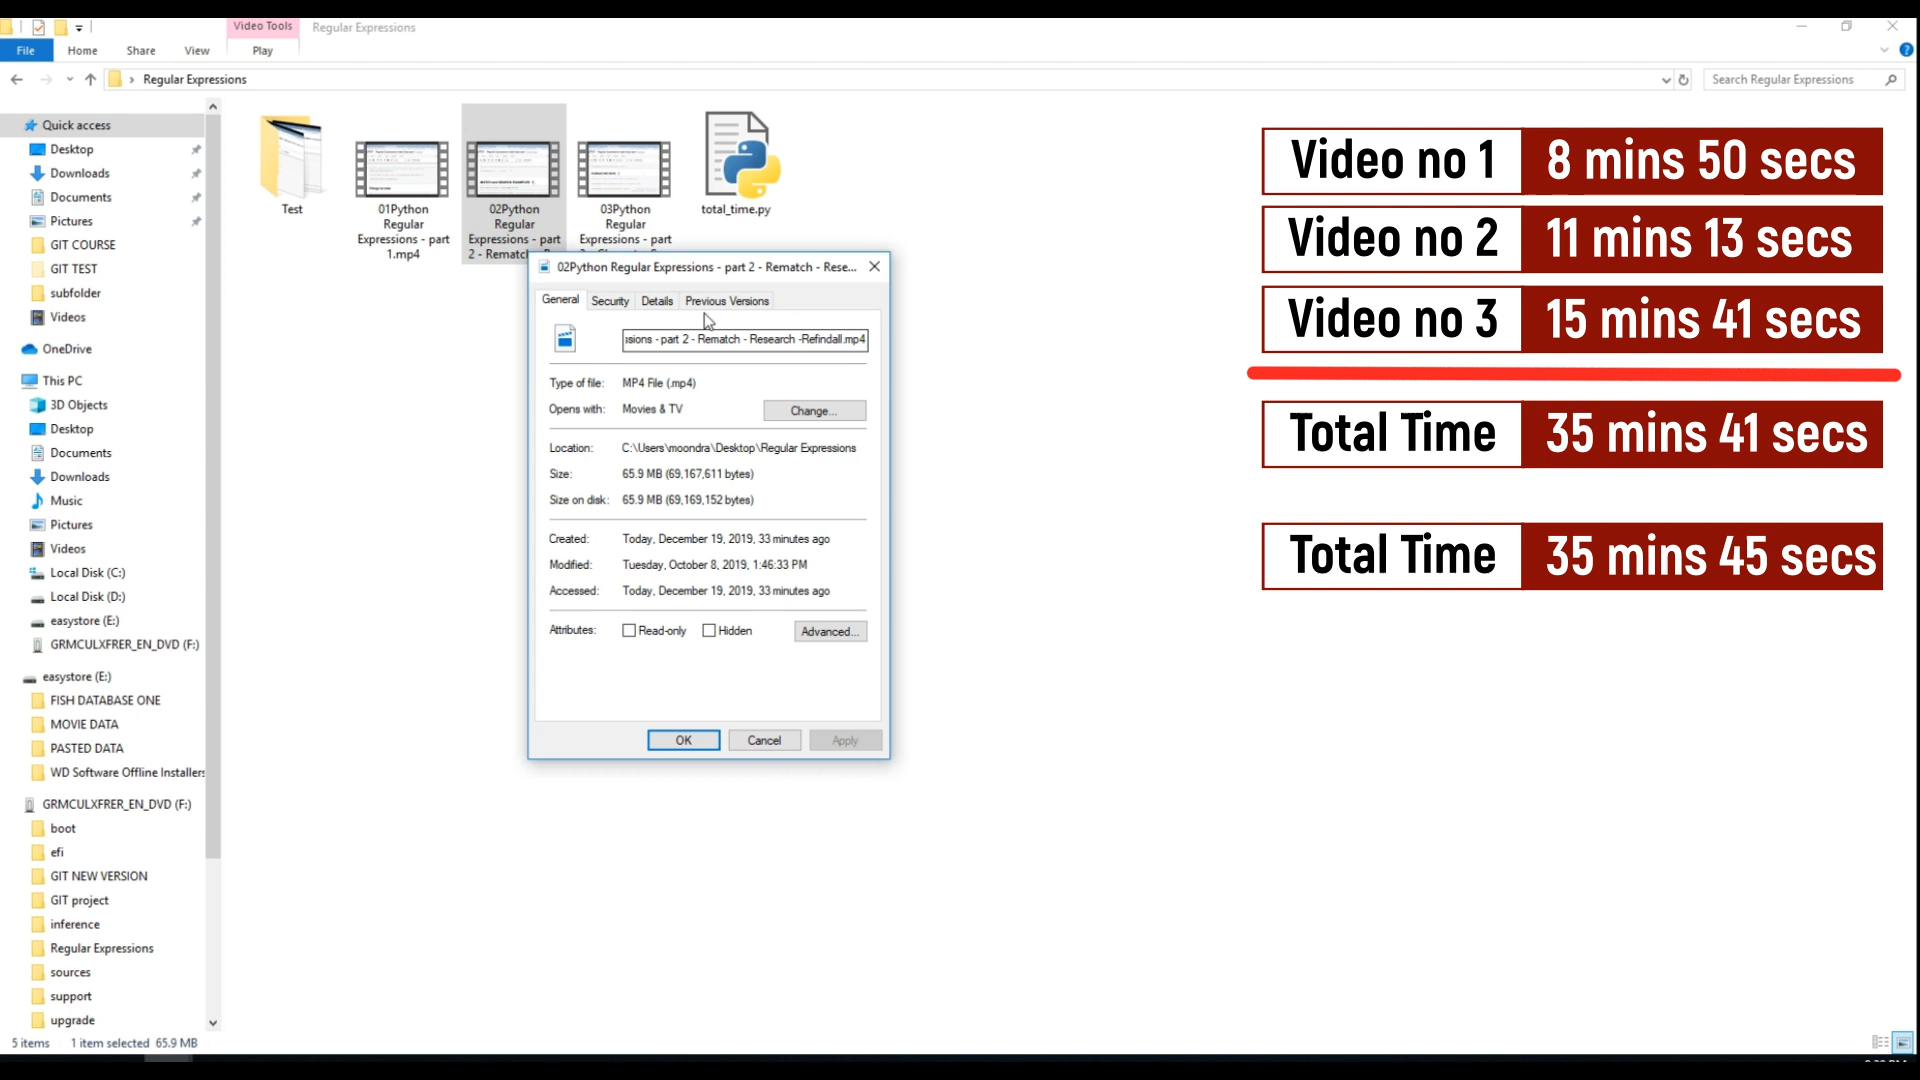 Video Tools
Regular Expressions
File
Home
Share
View
Play
Regular Expressions
Search Regular Expressions
Quick access
Desktop
Downloads
Documents
Pictures
GIT COURSE
GIT TEST
subfolder
Videos
OneDrive
This PC
3D Objects
Desktop
Documents
Downloads
Music
Pictures
Videos
Local Disk (C:)
Local Disk (D:)
easystore (E:)
GRMCULXFRER_EN_DVD (F:)
easystore (E:)
FISH DATABASE ONE
MOVIE DATA
PASTED DATA
WD Software Offline Installers
GRMCULXFRER_EN_DVD (F:)
boot
efi
GIT NEW VERSION
GIT project
inference
Regular Expressions
sources
support
upgrade
5 items 1 item selected 65.9 MB
Test
01Python
Regular
Expressions - part
1.mp4
02Python
Regular
Expressions - part
2 - Rematch
03Python
Regular
Expressions - part
total_time.py
02Python Regular Expressions - part 2 - Rematch - Rese...
General
Security
Details
Previous Versions
ssions - part 2 - Rematch - Research -Refindall.mp4
Type of file: MP4 File (.mp4)
Opens with: Movies & TV
Change...
Location: C:\Users\moondra\Desktop\Regular Expressions
Size: 65.9 MB (69,167,611 bytes)
Size on disk: 65.9 MB (69,169,152 bytes)
Created: Today, December 19, 2019, 33 minutes ago
Modified: Tuesday, October 8, 2019, 1:46:33 PM
Accessed: Today, December 19, 2019, 33 minutes ago
Attributes: Read-only Hidden
Advanced...
OK
Cancel
Apply
Video no 1 8 mins 50 secs
Video no 2 11 mins 13 secs
Video no 3 15 mins 41 secs
Total Time 35 mins 41 secs
Total Time 35 mins 45 secs